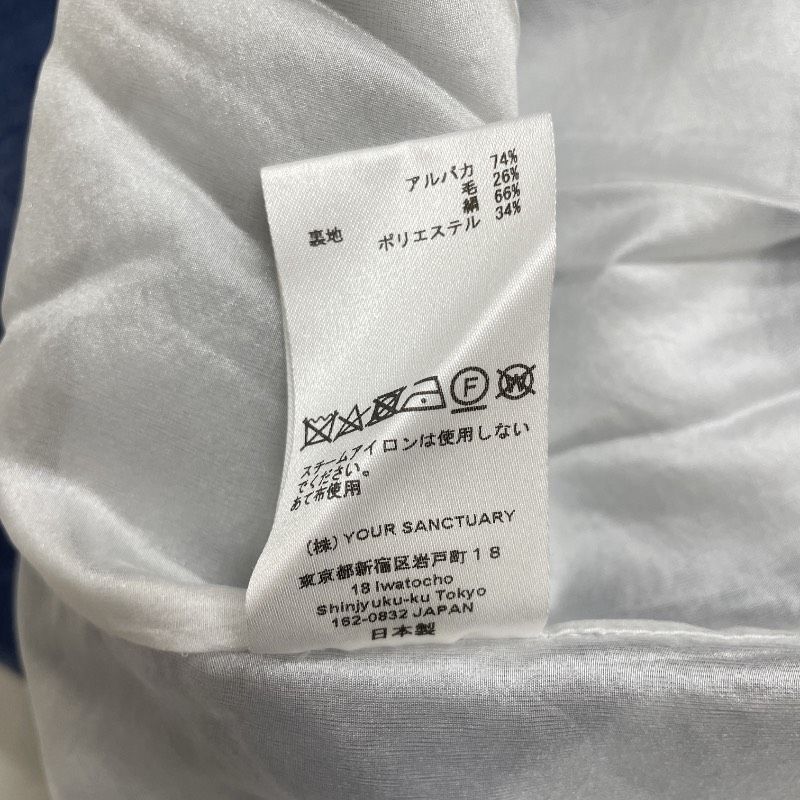 アルパカ 74%
毛 26%
裏地 絹 66%
ポリエステル 34%
F W
スチームアイロンは使用しない
でください。
あて布使用
(株) YOUR SANCTUARY
東京都新宿区岩戸町18
18 Iwatocho
Shinjyuku-ku Tokyo
162-0832 JAPAN
日本製